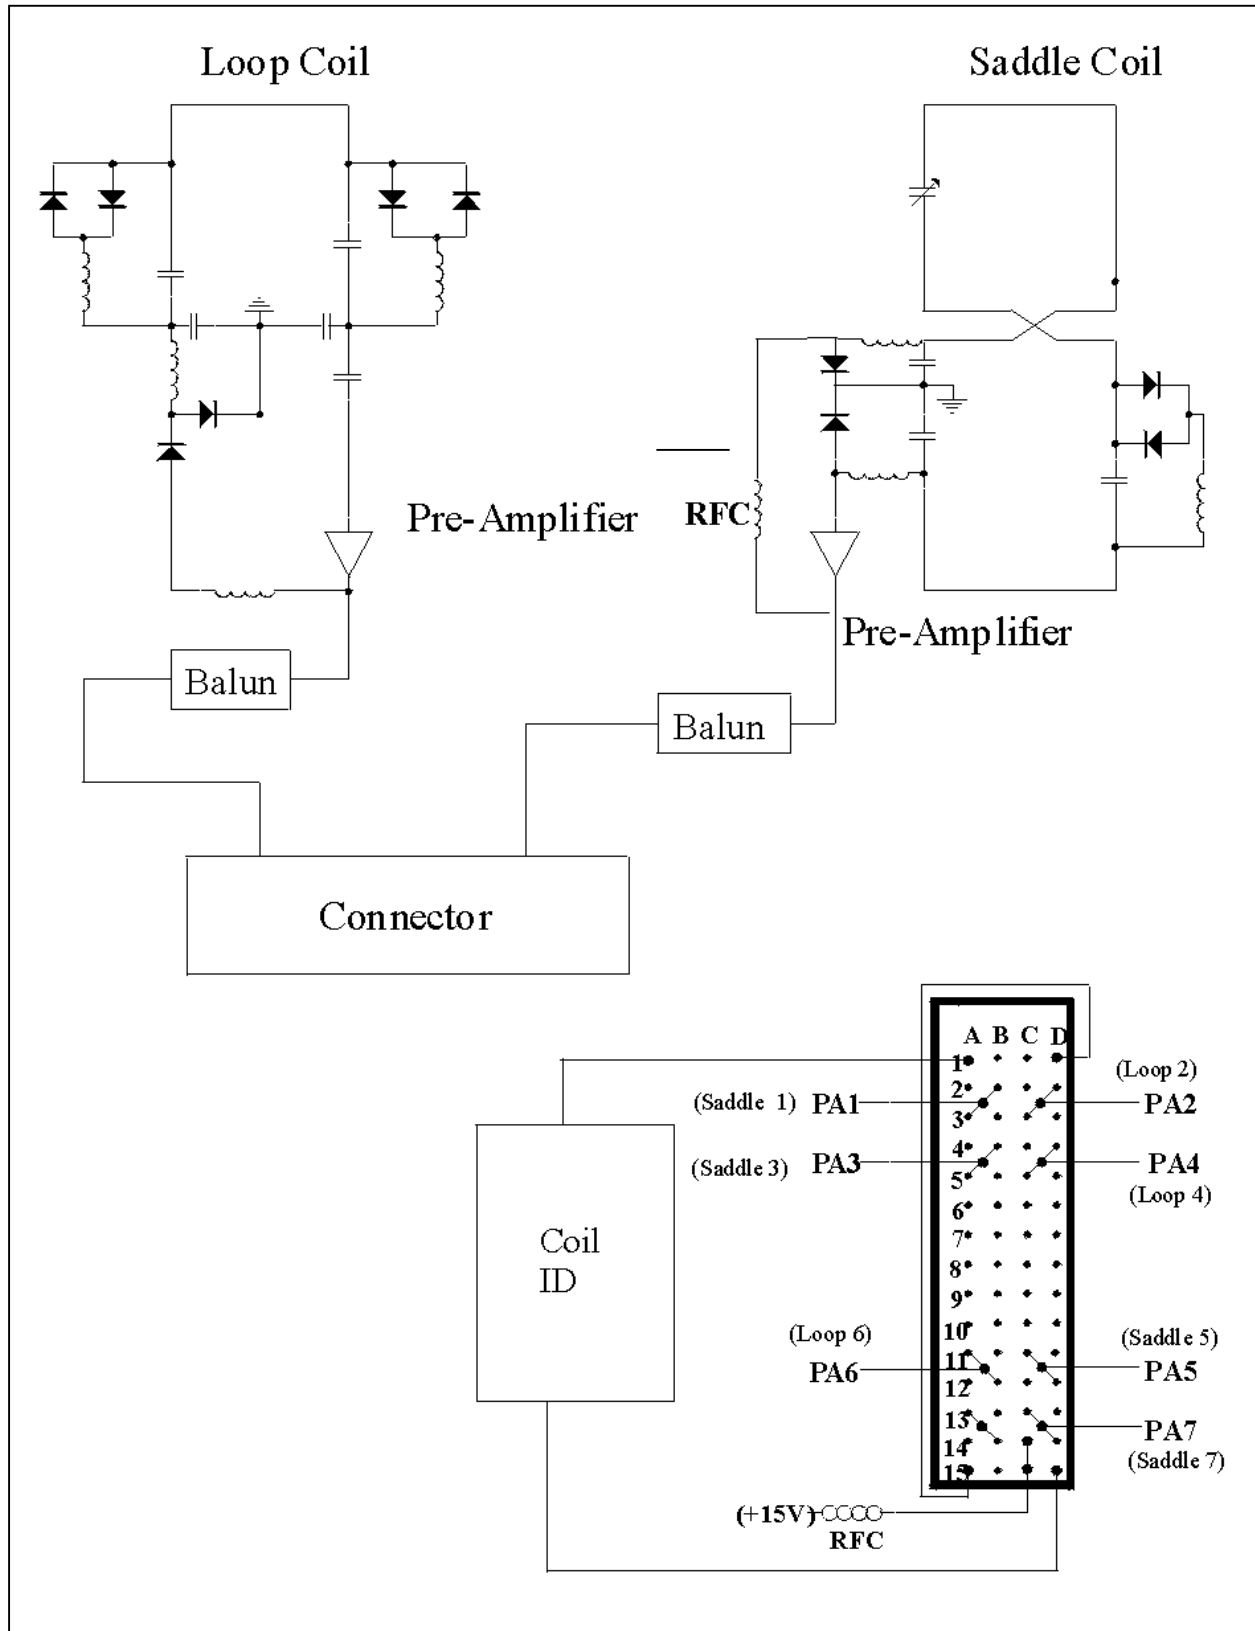 Loop Coil
Saddle Coil
Pre-Amplifier
RFC
Pre-Amplifier
Balun
Balun
Connector
A B C D
1
(Loop 2)
2
(Saddle 1) PA1
PA2
3
4
(Saddle 3) PA3
PA4
5
(Loop 4)
6
7
Coil
ID
8
9
10
(Loop 6)
(Saddle 5)
11
PA6
PA5
12
13
PA7
14
(Saddle 7)
15
(+15V)
RFC